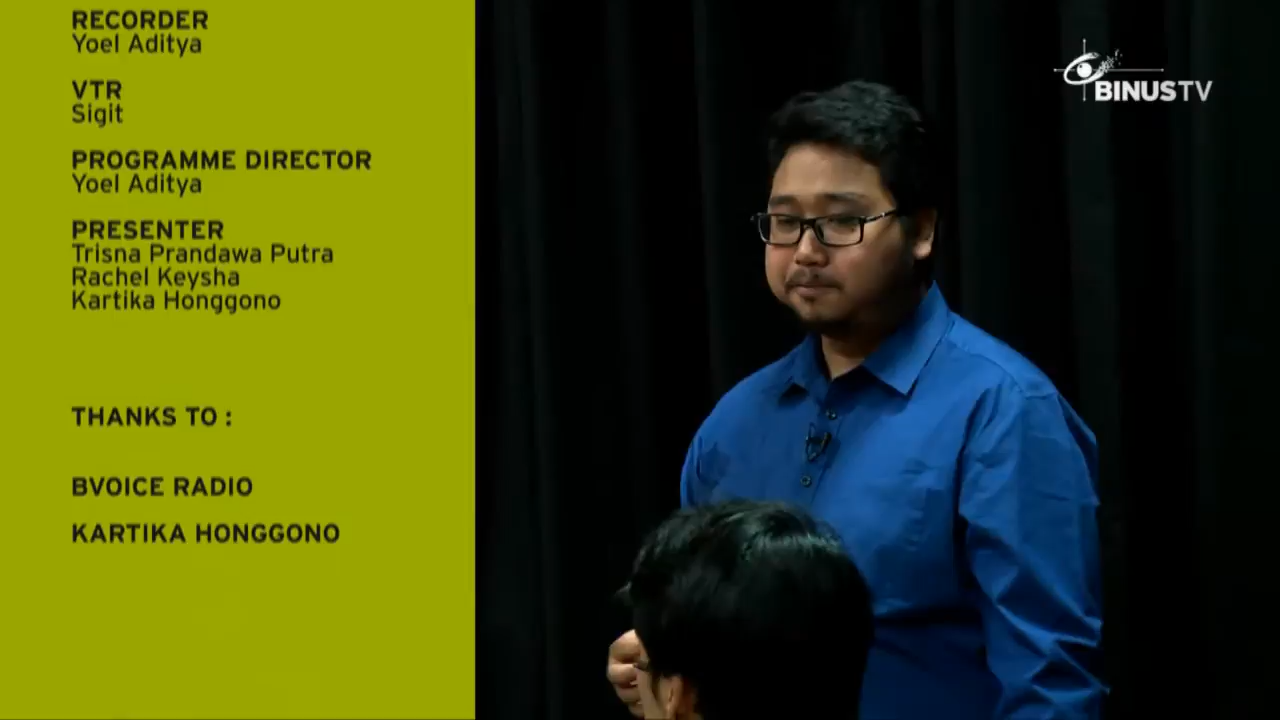 RECORDER
Yoel Aditya
VTR
Sigit
PROGRAMME DIRECTOR
Yoel Aditya
PRESENTER
Trisna Prandawa Putra
Rachel Keysha
Kartika Honggono
THANKS TO :
BVOICE RADIO
KARTIKA HONGGONO
BINUSTV